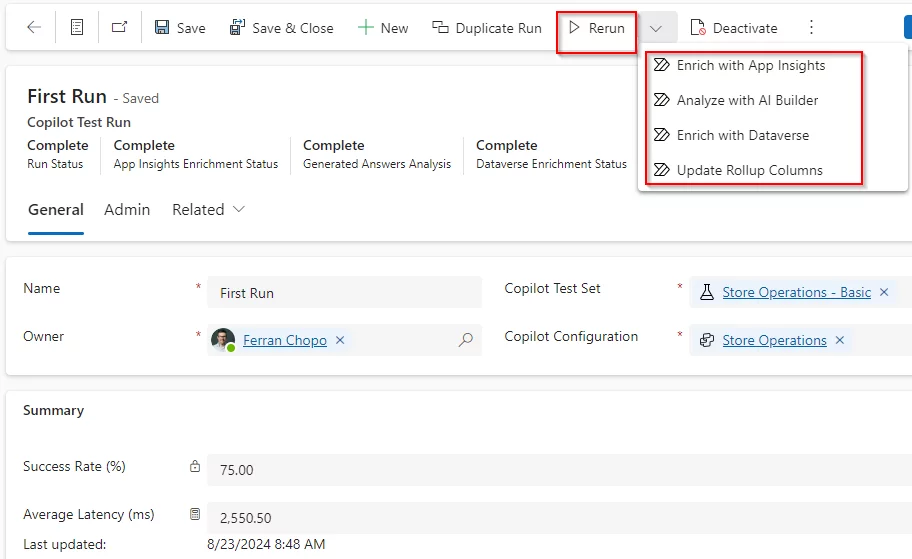 Save Save & Close New Duplicate Run Rerun Deactivate
Enrich with App Insights
Analyze with AI Builder
Enrich with Dataverse
Update Rollup Columns
First Run - Saved
Copilot Test Run
Complete Complete Complete Complete
Run Status App Insights Enrichment Status Generated Answers Analysis Dataverse Enrichment Status
General Admin Related
Name * First Run Copilot Test Set * Store Operations - Basic
Owner * Ferran Chopo Copilot Configuration * Store Operations
Summary
Success Rate (%) 75.00
Average Latency (ms) 2,550.50
Last updated: 8/23/2024 8:48 AM